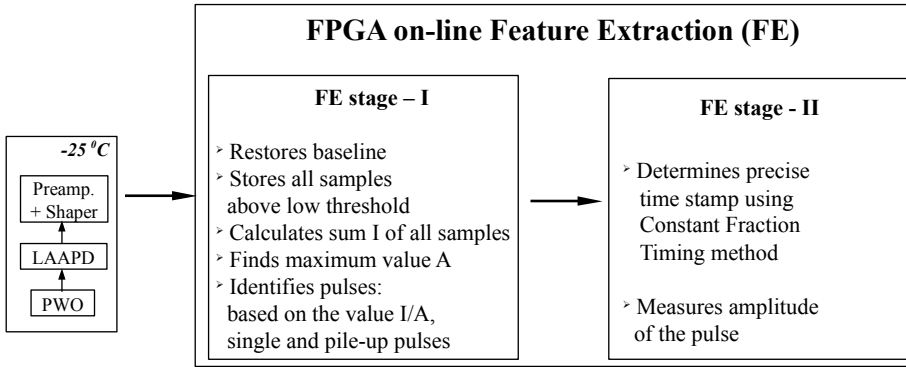 FPGA on-line Feature Extraction (FE)
-25 ⁰C
Preamp.
+ Shaper
LAAPD
PWO
FE stage – I
➢ Restores baseline
➢ Stores all samples
above low threshold
➢ Calculates sum I of all samples
➢ Finds maximum value A
➢ Identifies pulses:
based on the value I/A,
single and pile-up pulses
FE stage - II
➢ Determines precise
time stamp using
Constant Fraction
Timing method
➢ Measures amplitude
of the pulse